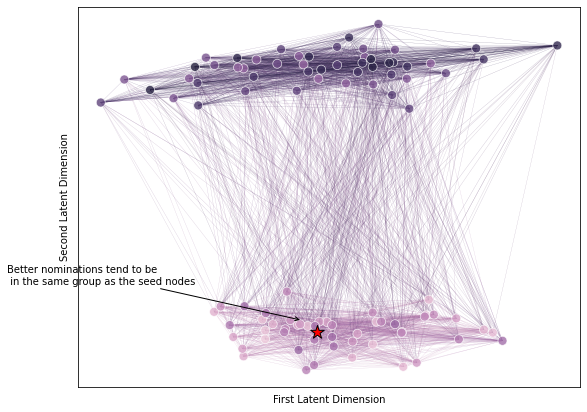 Second Latent Dimension
Better nominations tend to be
in the same group as the seed nodes
First Latent Dimension